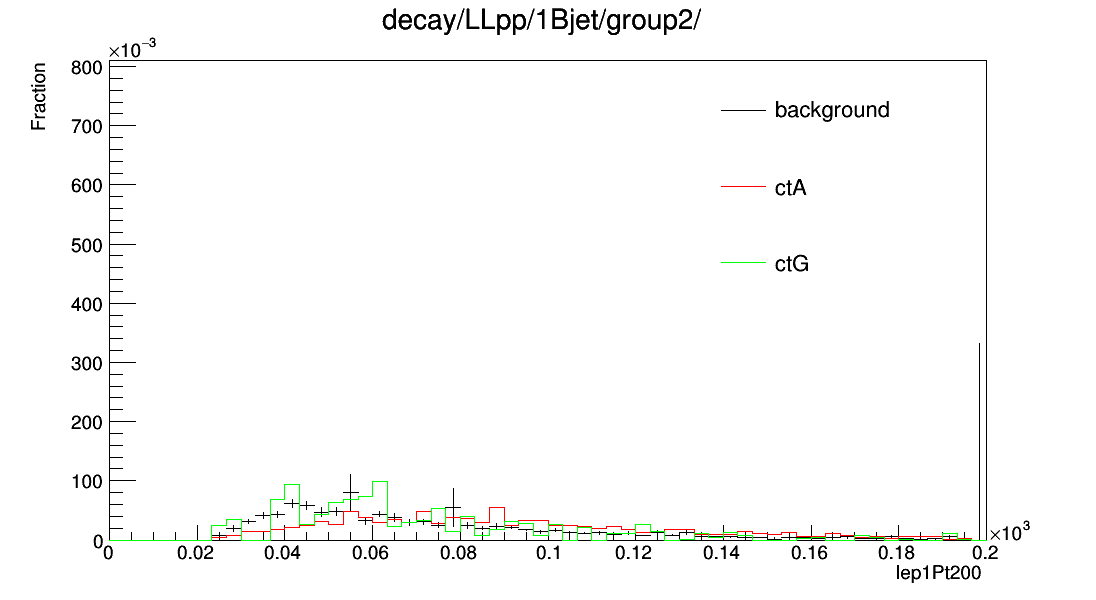 decay/LLpp/1Bjet/group2/
×10⁻³
Fraction
800
700
600
500
400
300
200
100
0
background
ctA
ctG
0 0.02 0.04 0.06 0.08 0.1 0.12 0.14 0.16 0.18 0.2
×10³
lep1Pt200